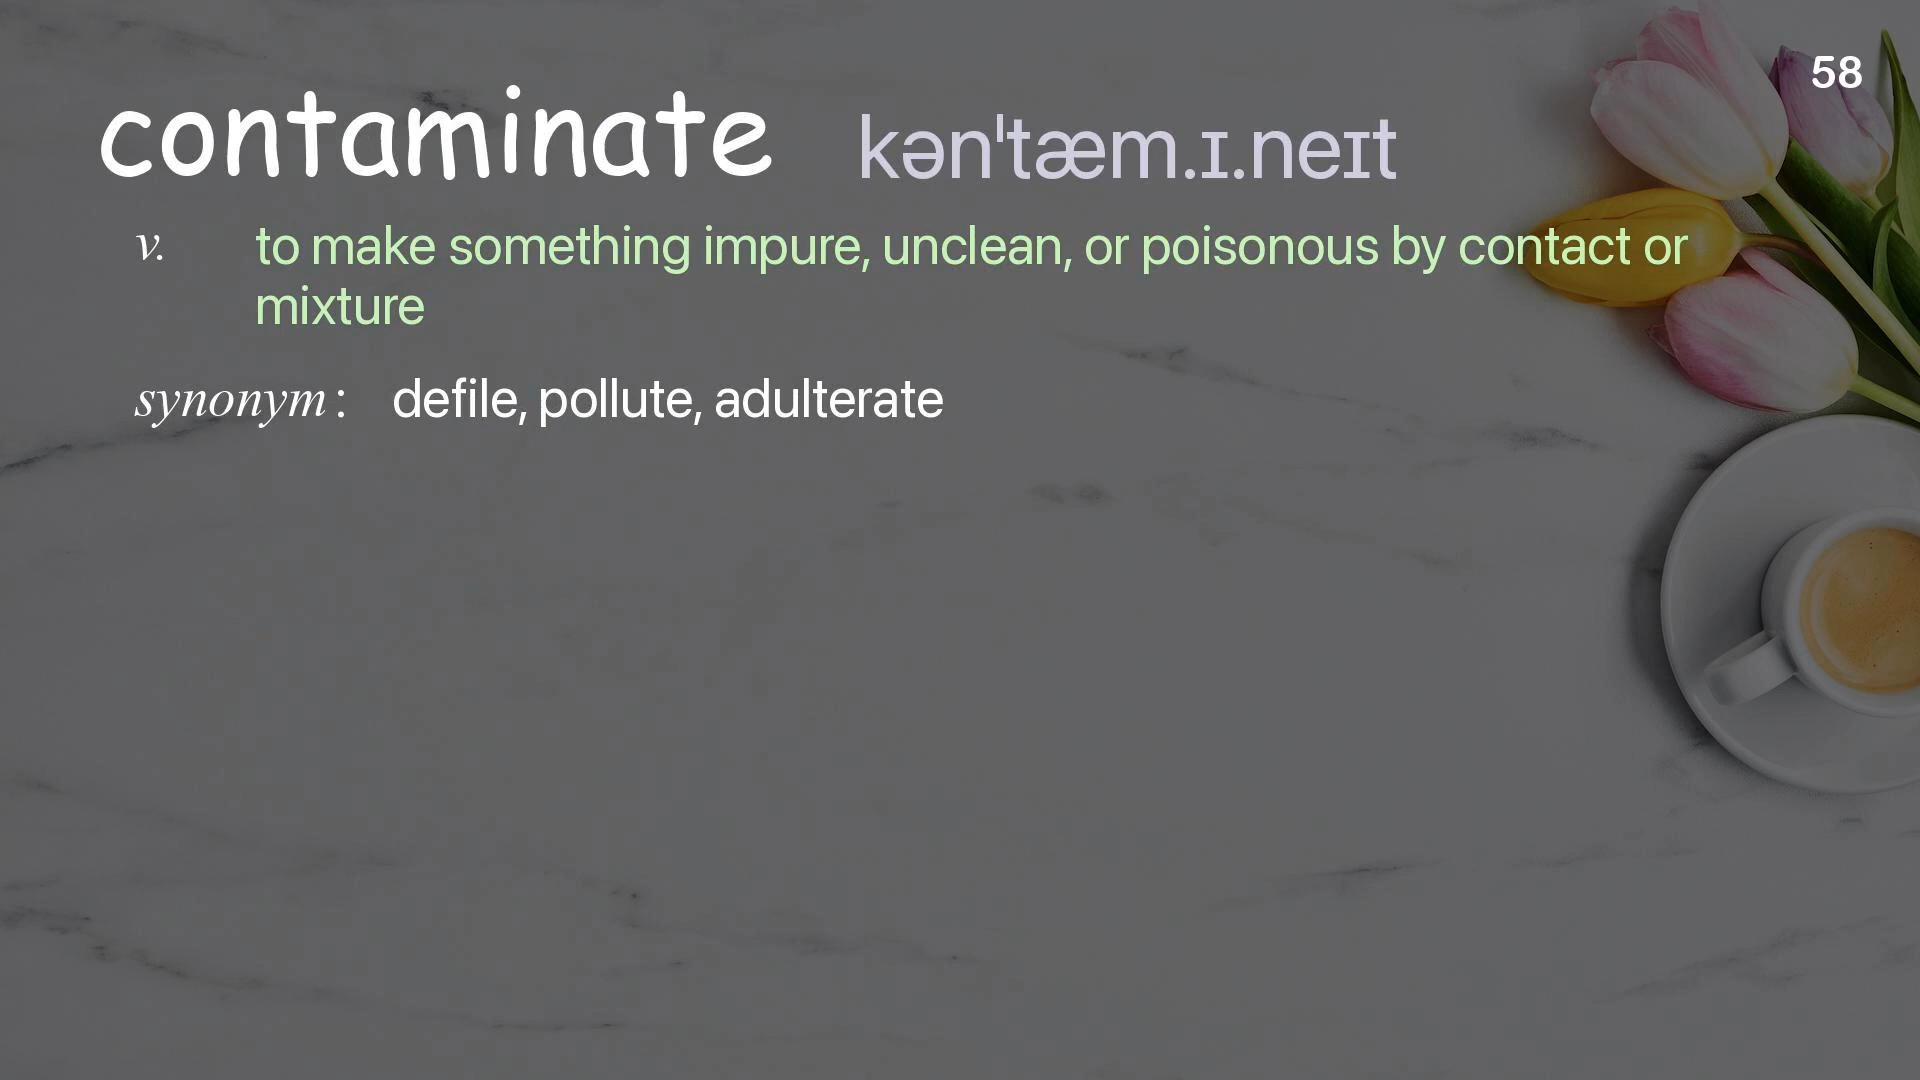 58
contaminate kənˈtæm.ɪ.neɪt
v. to make something impure, unclean, or poisonous by contact or
mixture
synonym : defile, pollute, adulterate